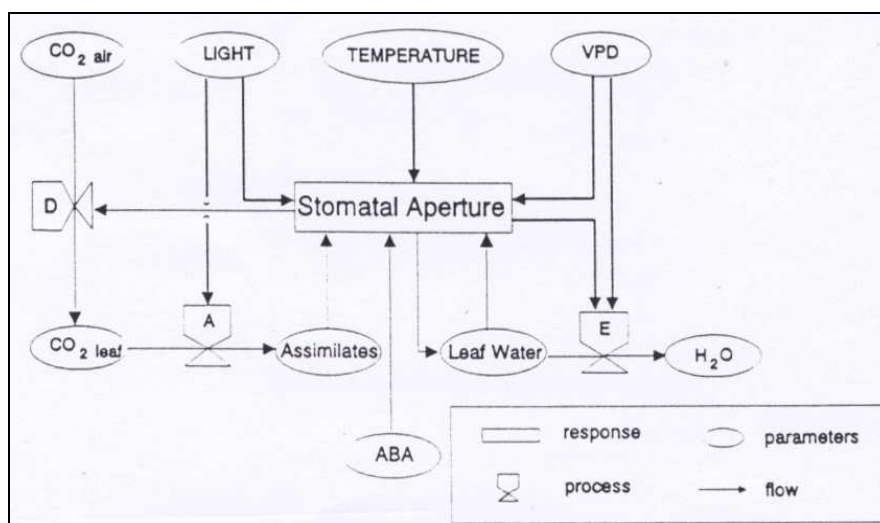 CO2 air
LIGHT
TEMPERATURE
VPD
D
Stomatal Aperture
A
E
CO2 leaf
Assimilates
Leaf Water
H2O
ABA
response
parameters
process
flow